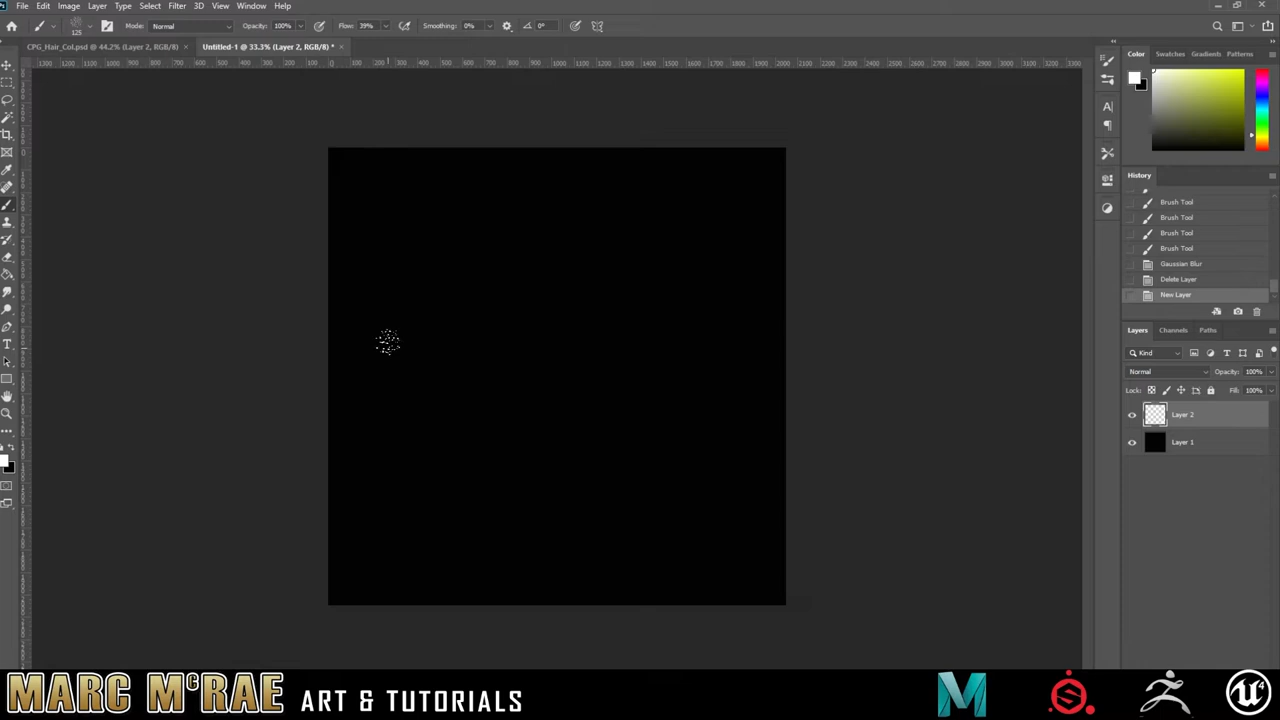 File Edit Image Layer Type Select Filter 3D View Window Help
125 Mode: Normal Opacity: 100% Flow: 39% Smoothing: 0% 0°
CPG_Hair_Col.psd @ 44.2% (Layer 2, RGB/8) × Untitled-1 @ 33.3% (Layer 2, RGB/8) * ×
Color Swatches Gradients Patterns
History
Brush Tool
Brush Tool
Brush Tool
Brush Tool
Gaussian Blur
Delete Layer
New Layer
Layers Channels Paths
Kind
Normal Opacity: 100%
Lock: Fill: 100%
Layer 2
Layer 1
MARC McRAE ART & TUTORIALS